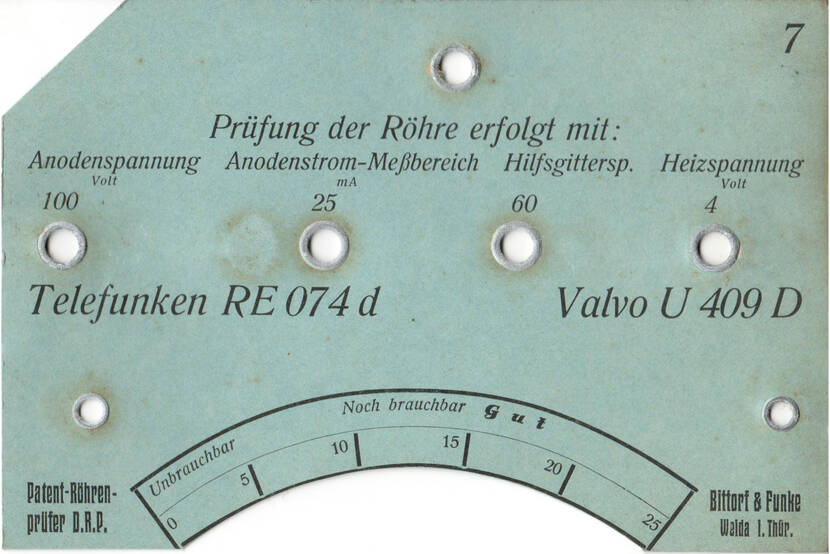 7
Prüfung der Röhre erfolgt mit:
Anodenspannung Anodenstrom-Meßbereich Hilfsgittersp. Heizspannung
Volt mA Volt
100 25 60 4
Telefunken RE 074 d Valvo U 409 D
Unbrauchbar Noch brauchbar Gut
0 5 10 15 20 25
Patent-Röhren-
prüfer D.R.P.
Bittorf & Funke
Weida i. Thür.